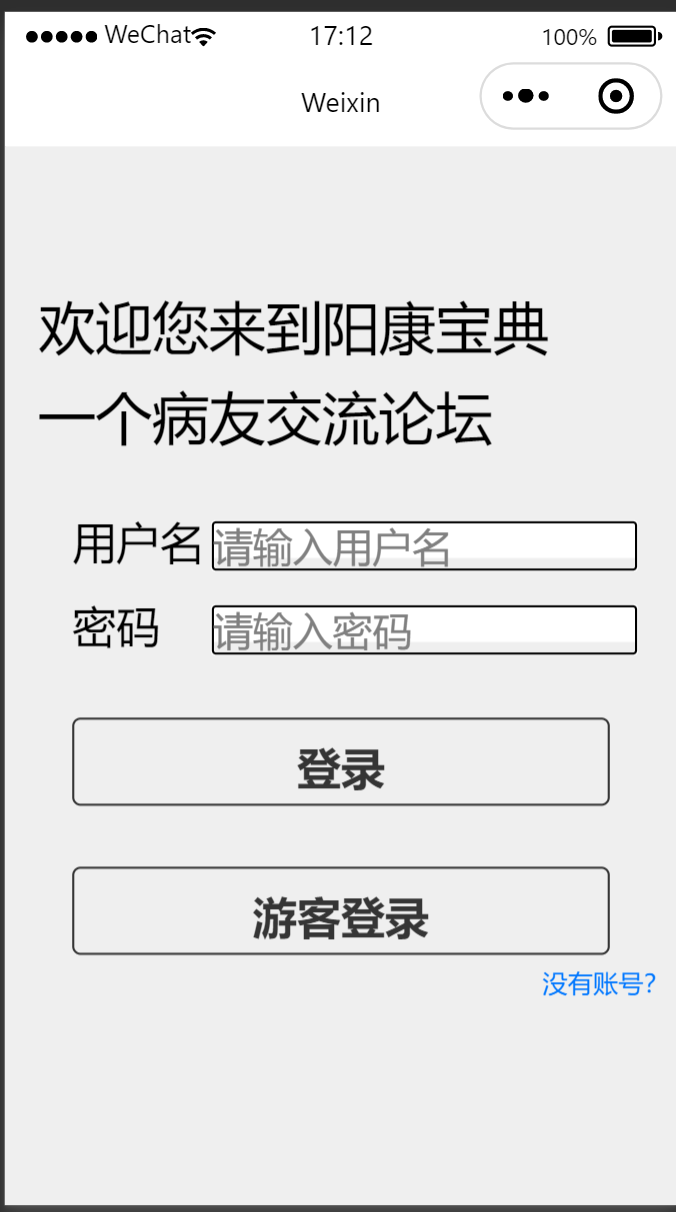 WeChat 17:12 100%
Weixin
欢迎您来到阳康宝典
一个病友交流论坛
用户名 请输入用户名
密码 请输入密码
登录
游客登录
没有账号?